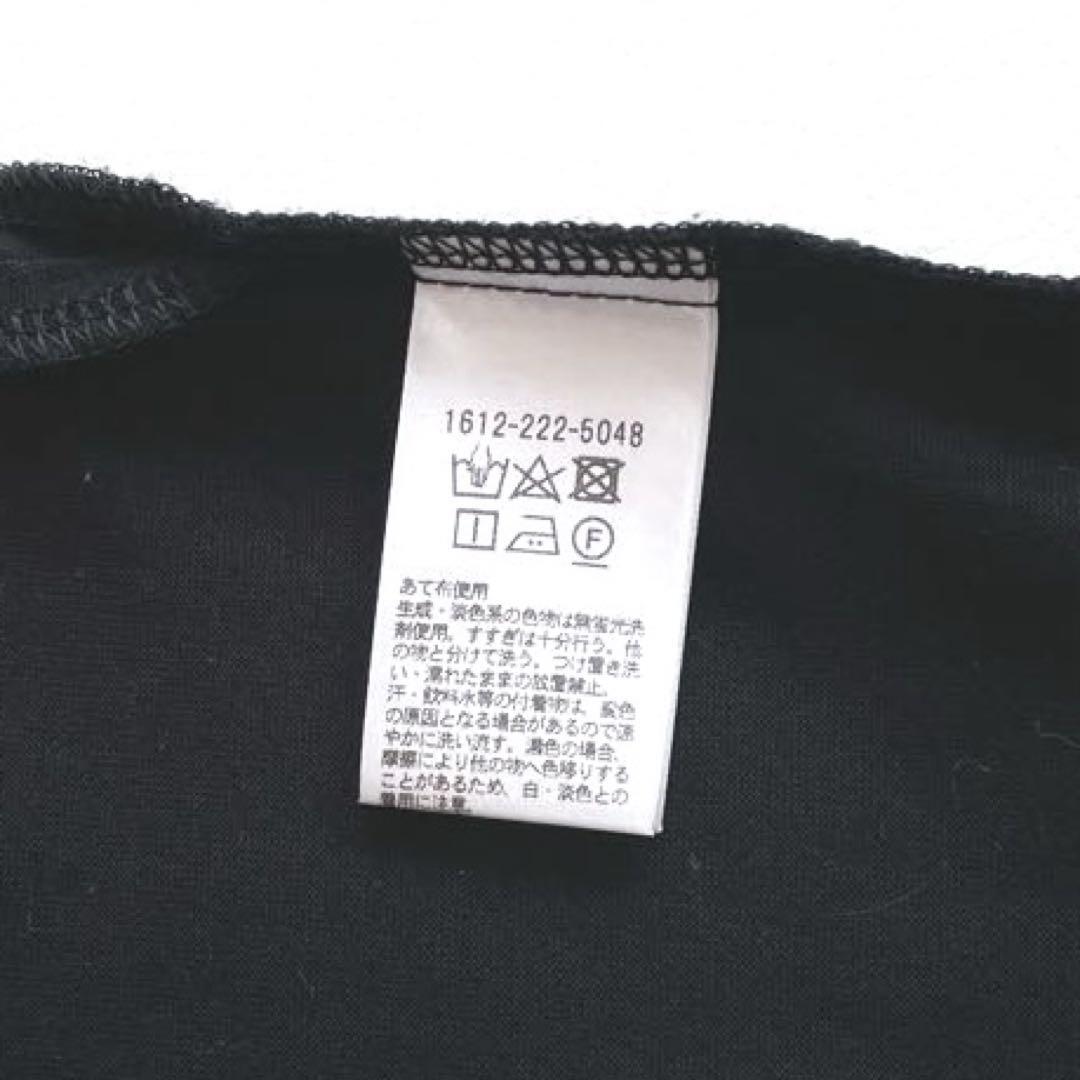 1612-222-5048
F
あて布使用
生成・淡色系の色物は無蛍光洗
剤使用。すすぎは十分行う。他
の物と分けて洗う。つけ置き洗
い・濡れたままの放置禁止。
汗・飲料水等の付着物は、変色
の原因となる場合があるので速
やかに洗い流す。濃色の場合、
摩擦により他の物へ色移りする
ことがあるため、白・淡色との
着用に注意